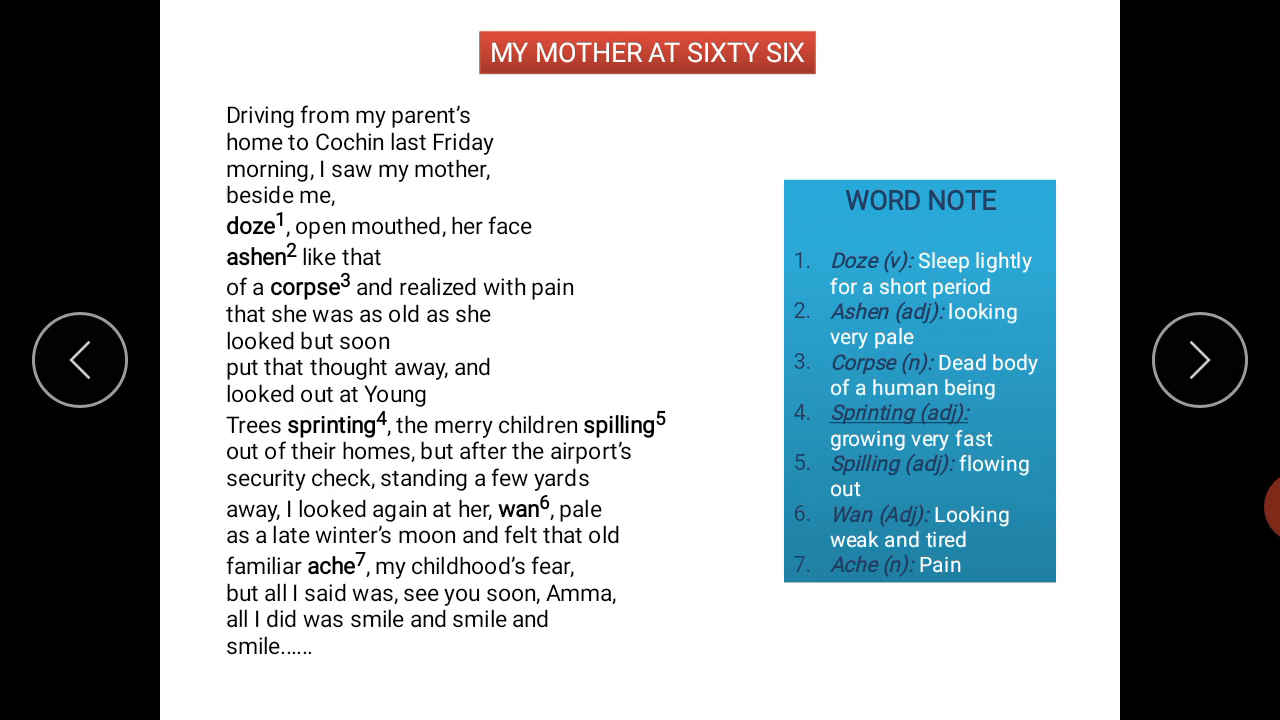 MY MOTHER AT SIXTY SIX
Driving from my parent's
home to Cochin last Friday
morning, I saw my mother,
beside me,
doze1, open mouthed, her face
ashen2 like that
of a corpse3 and realized with pain
that she was as old as she
looked but soon
put that thought away, and
looked out at Young
Trees sprinting4, the merry children spilling5
out of their homes, but after the airport's
security check, standing a few yards
away, I looked again at her, wan6, pale
as a late winter's moon and felt that old
familiar ache7, my childhood's fear,
but all I said was, see you soon, Amma,
all I did was smile and smile and
smile......
WORD NOTE
1. Doze (v): Sleep lightly
for a short period
2. Ashen (adj): looking
very pale
3. Corpse (n): Dead body
of a human being
4. Sprinting (adj):
growing very fast
5. Spilling (adj): flowing
out
6. Wan (Adj): Looking
weak and tired
7. Ache (n): Pain